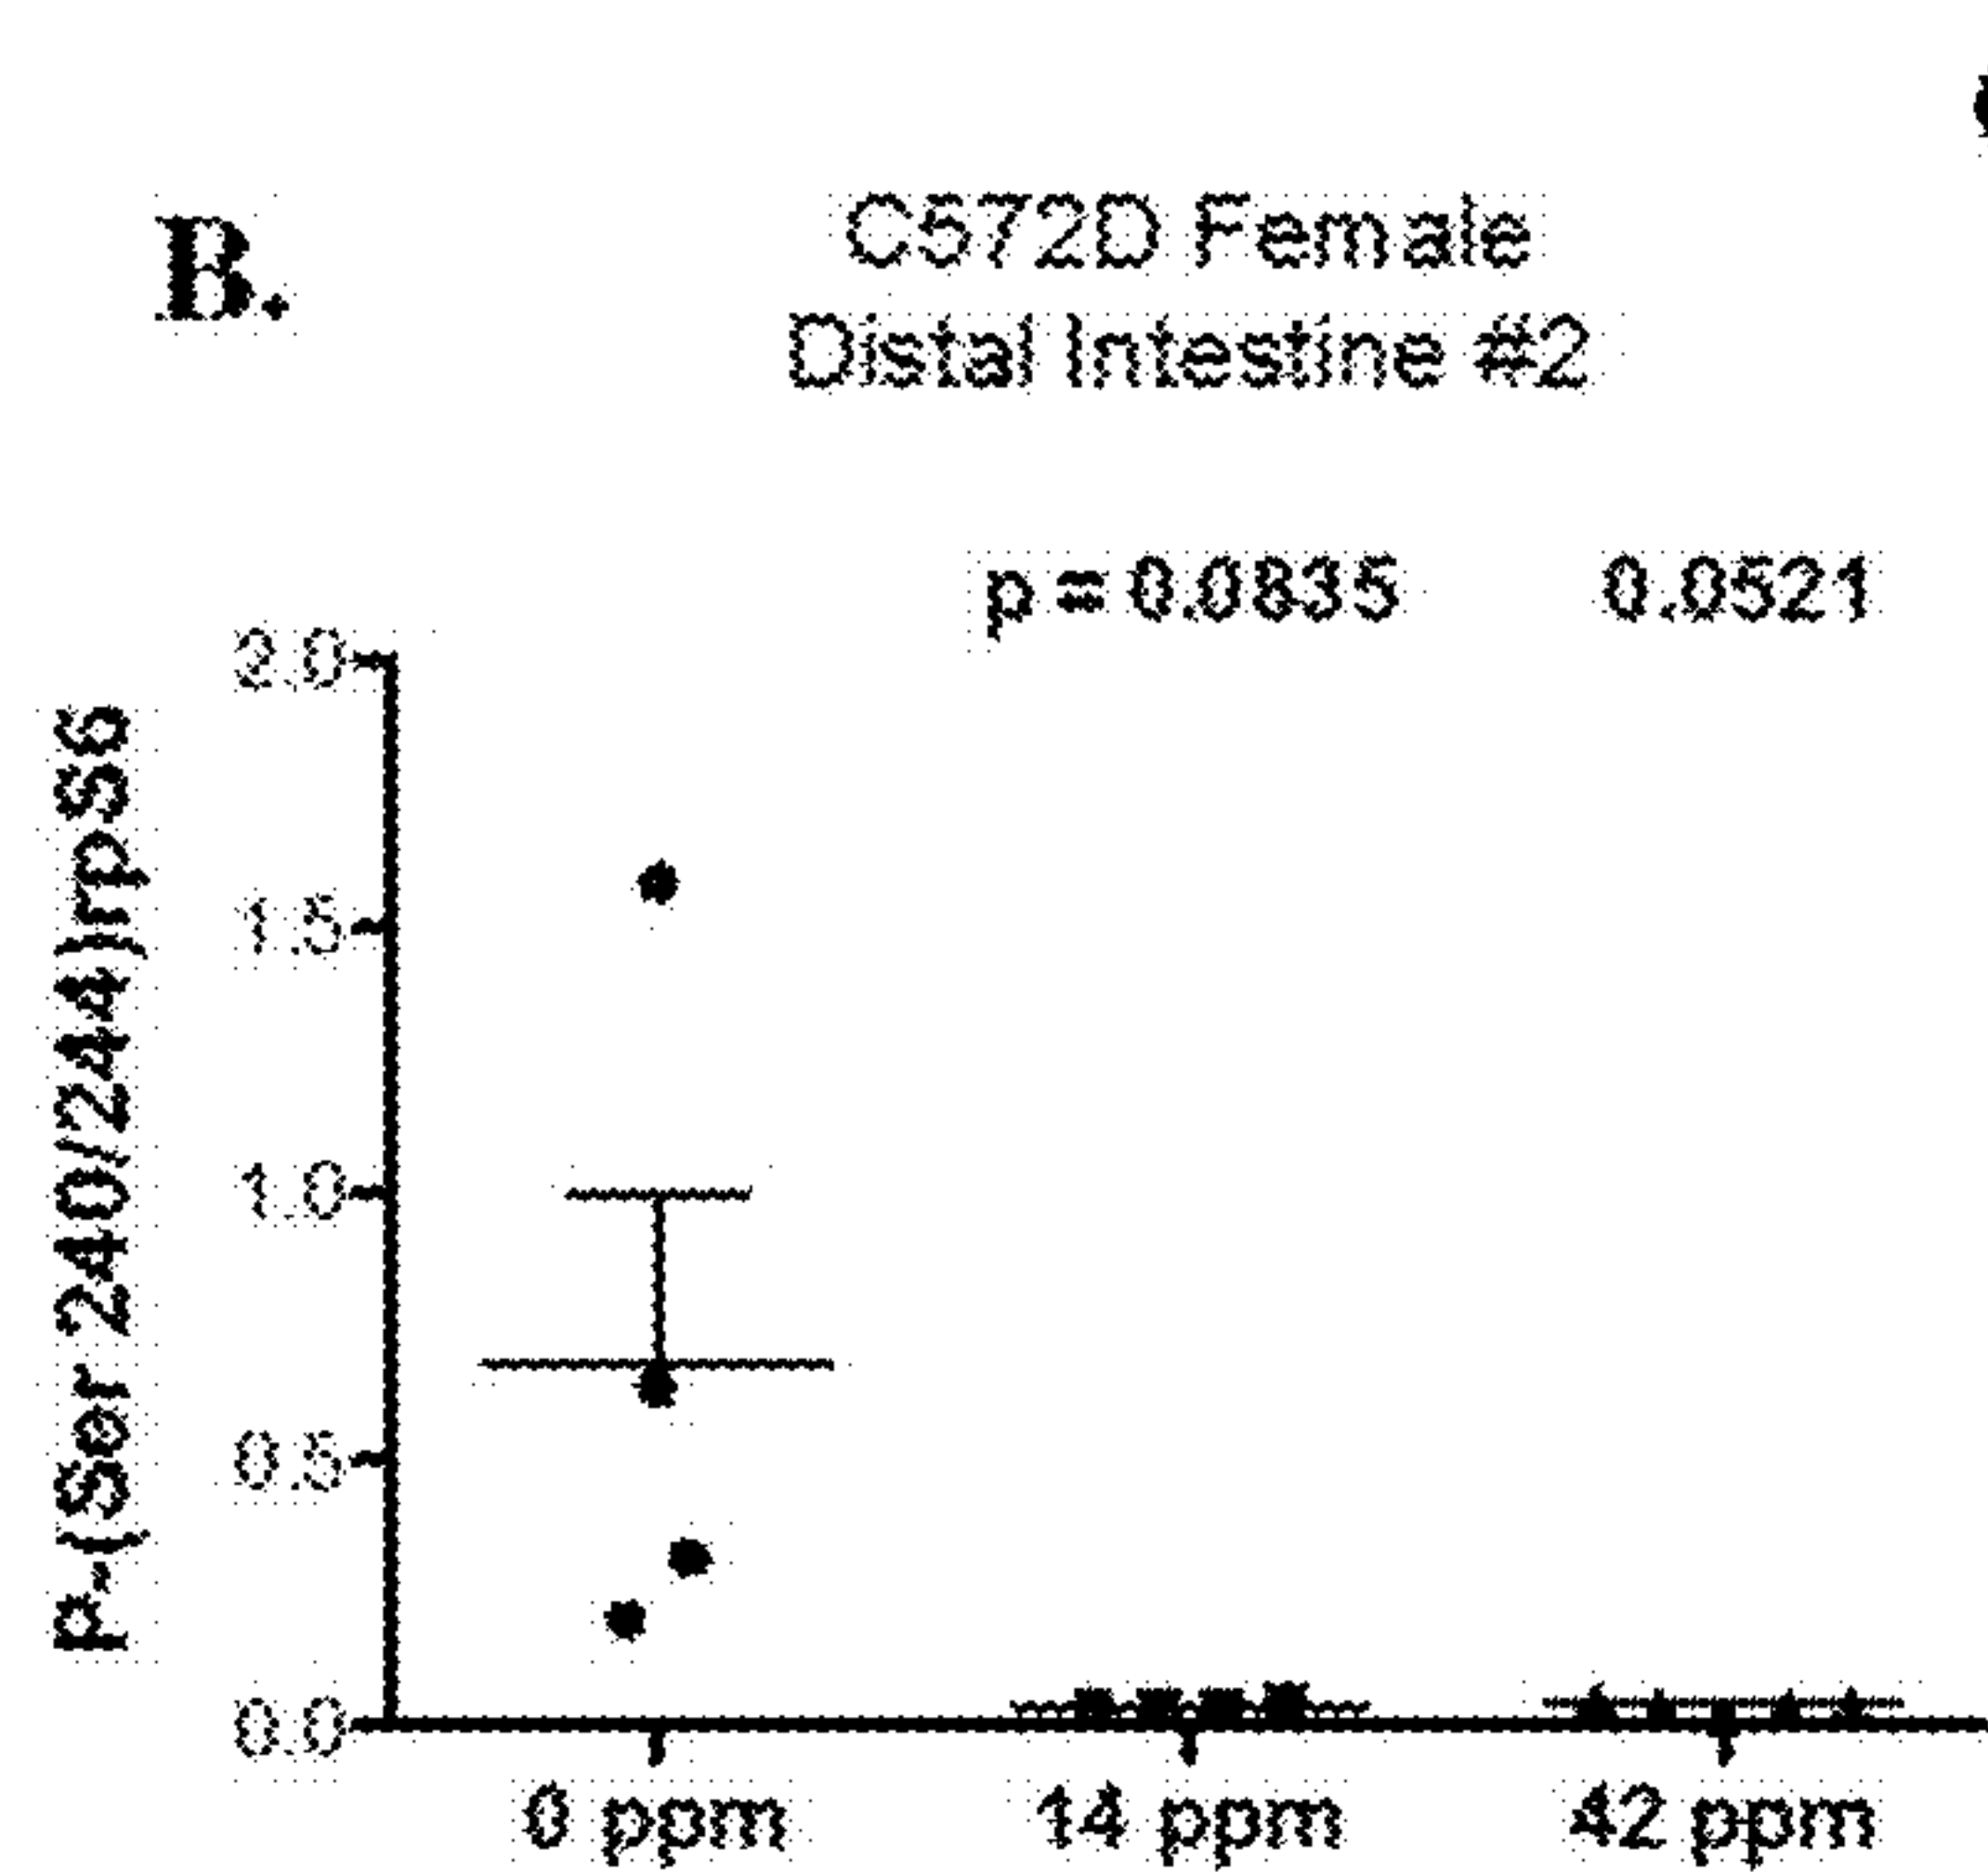 B.
C572D Female
Distal Intestine #2
p = 0.0835 0.0521
P-(Ser 240/244)rpS6
2.0
1.5
1.0
0.5
0.0
0 ppm 14 ppm 42 ppm